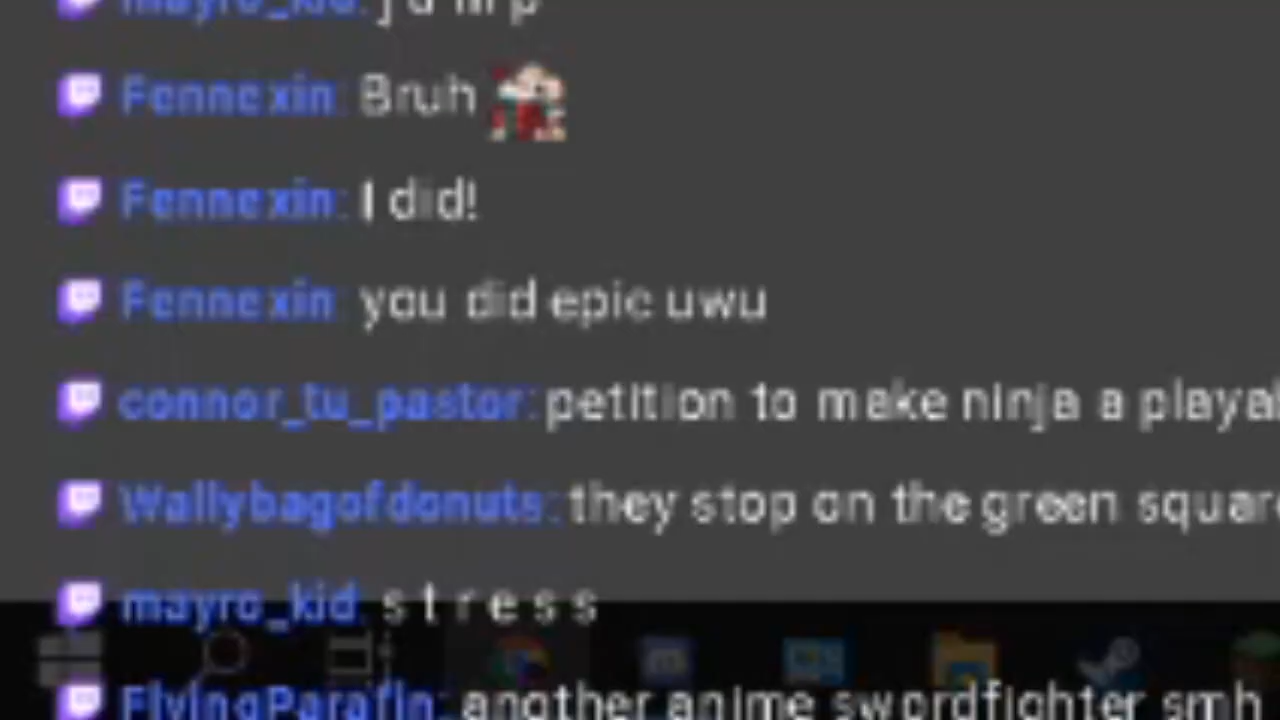 mayro_kid: j u m p
Fennexin: Bruh
Fennexin: I did!
Fennexin: you did epic uwu
connor_tu_pastor: petition to make ninja a playa
Wallybagofdonuts: they stop on the green squar
mayro_kid: s t r e s s
FlyingParafin: another anime swordfighter smh